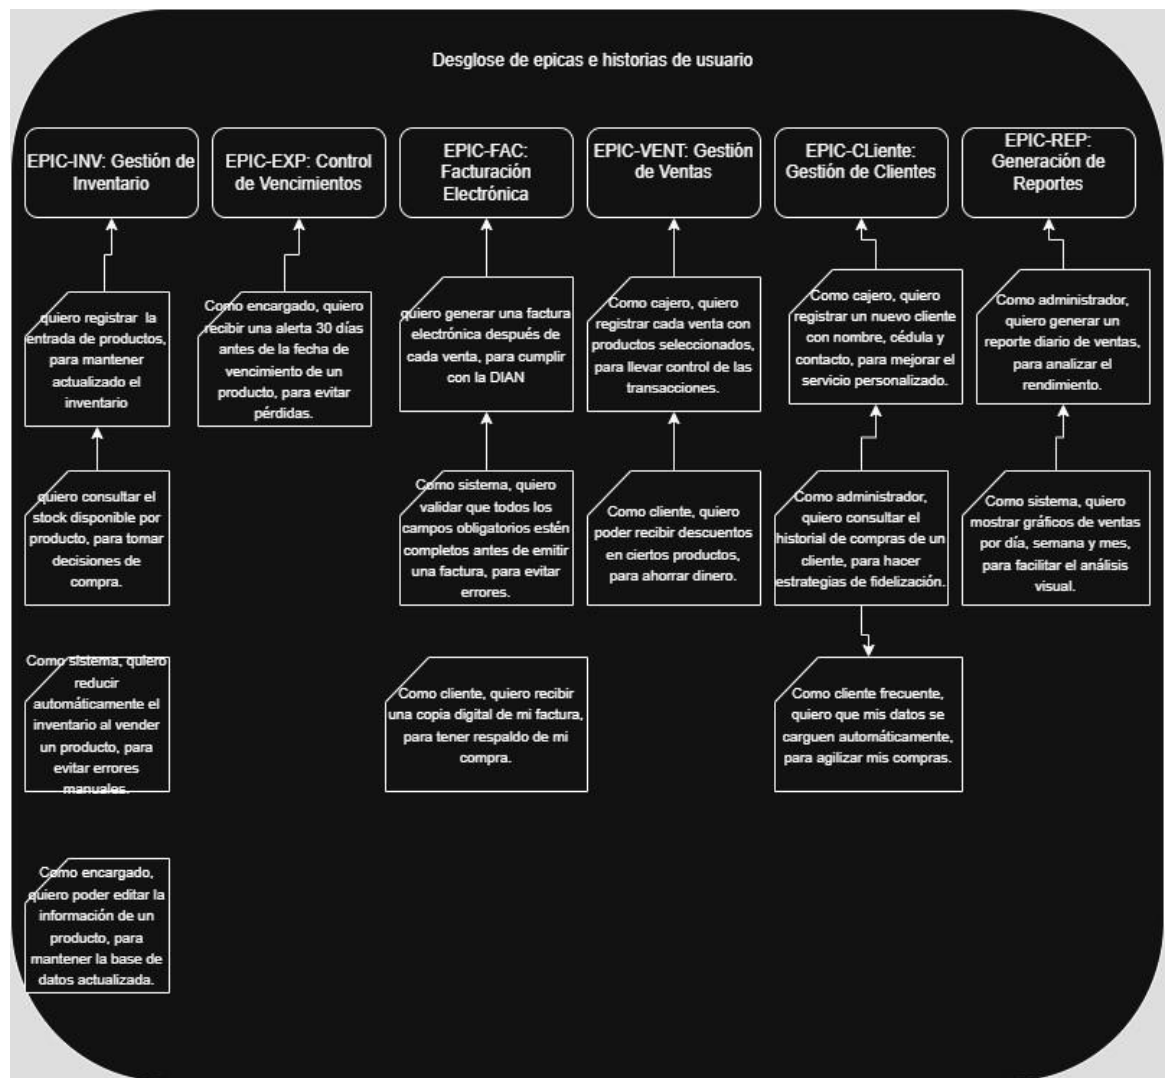 Desglose de epicas e historias de usuario
EPIC-INV: Gestión de
Inventario
EPIC-EXP: Control
de Vencimientos
EPIC-FAC:
Facturación
Electrónica
EPIC-VENT: Gestión
de Ventas
EPIC-CLiente:
Gestión de Clientes
EPIC-REP:
Generación de
Reportes
quiero registrar la
entrada de productos,
para mantener
actualizado el
inventario
Como encargado, quiero
recibir una alerta 30 días
antes de la fecha de
vencimiento de un
producto, para evitar
pérdidas.
quiero generar una factura
electrónica después de
cada venta, para cumplir
con la DIAN
Como cajero, quiero
registrar cada venta con
productos seleccionados,
para llevar control de las
transacciones.
Como cajero, quiero
registrar un nuevo cliente
con nombre, cédula y
contacto, para mejorar el
servicio personalizado.
Como administrador,
quiero generar un
reporte diario de ventas,
para analizar el
rendimiento.
quiero consultar el
stock disponible por
producto, para tomar
decisiones de
compra.
Como sistema, quiero
validar que todos los
campos obligatorios estén
completos antes de emitir
una factura, para evitar
errores.
Como cliente, quiero
poder recibir descuentos
en ciertos productos,
para ahorrar dinero.
Como administrador,
quiero consultar el
historial de compras de un
cliente, para hacer
estrategias de fidelización.
Como sistema, quiero
mostrar gráficos de ventas
por día, semana y mes,
para facilitar el análisis
visual.
Como sistema, quiero
reducir
automáticamente el
inventario al vender
un producto, para
evitar errores
manuales.
Como cliente, quiero recibir
una copia digital de mi factura,
para tener respaldo de mi
compra.
Como cliente frecuente,
quiero que mis datos se
carguen automáticamente,
para agilizar mis compras.
Como encargado,
quiero poder editar la
información de un
producto, para
mantener la base de
datos actualizada.